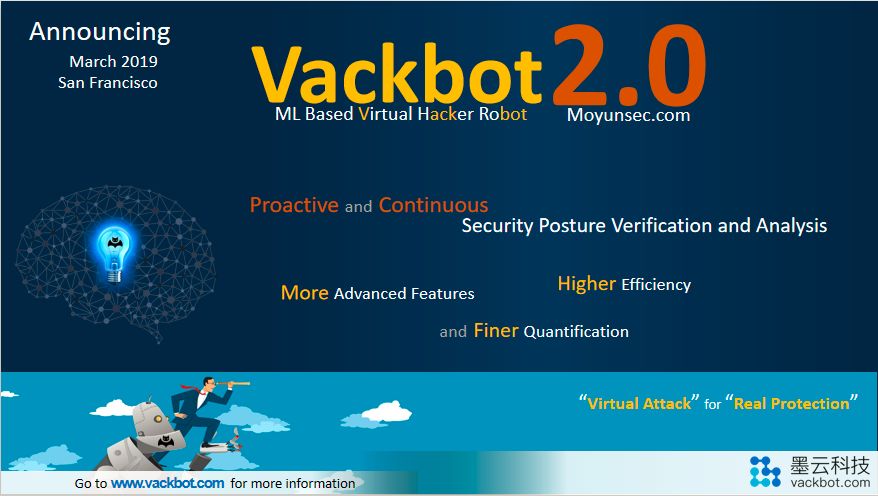 Announcing
March 2019
San Francisco
Vackbot 2.0
ML Based Virtual Hacker Robot
Moyunsec.com
Proactive and Continuous
Security Posture Verification and Analysis
More Advanced Features
Higher Efficiency
and Finer Quantification
“Virtual Attack” for “Real Protection”
Go to www.vackbot.com for more information
墨云科技
vackbot.com